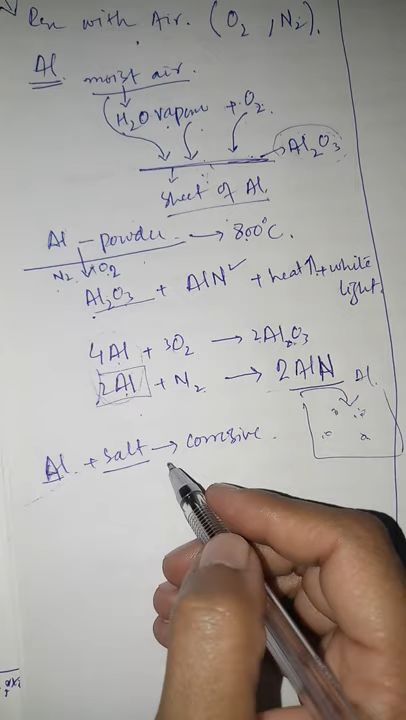 Rxn with Air. (O2, N2).
Al. moist air.
H2O vapour + O2.
Al2O3
sheet of Al.
Al - powder → 800°C.
N2 ↓ O2
Al2O3 + AlN ✓ + heat↑ + white light.
4Al + 3O2 → 2Al2O3
2Al + N2 → 2AlN Al.
Al. + salt → corrosive.